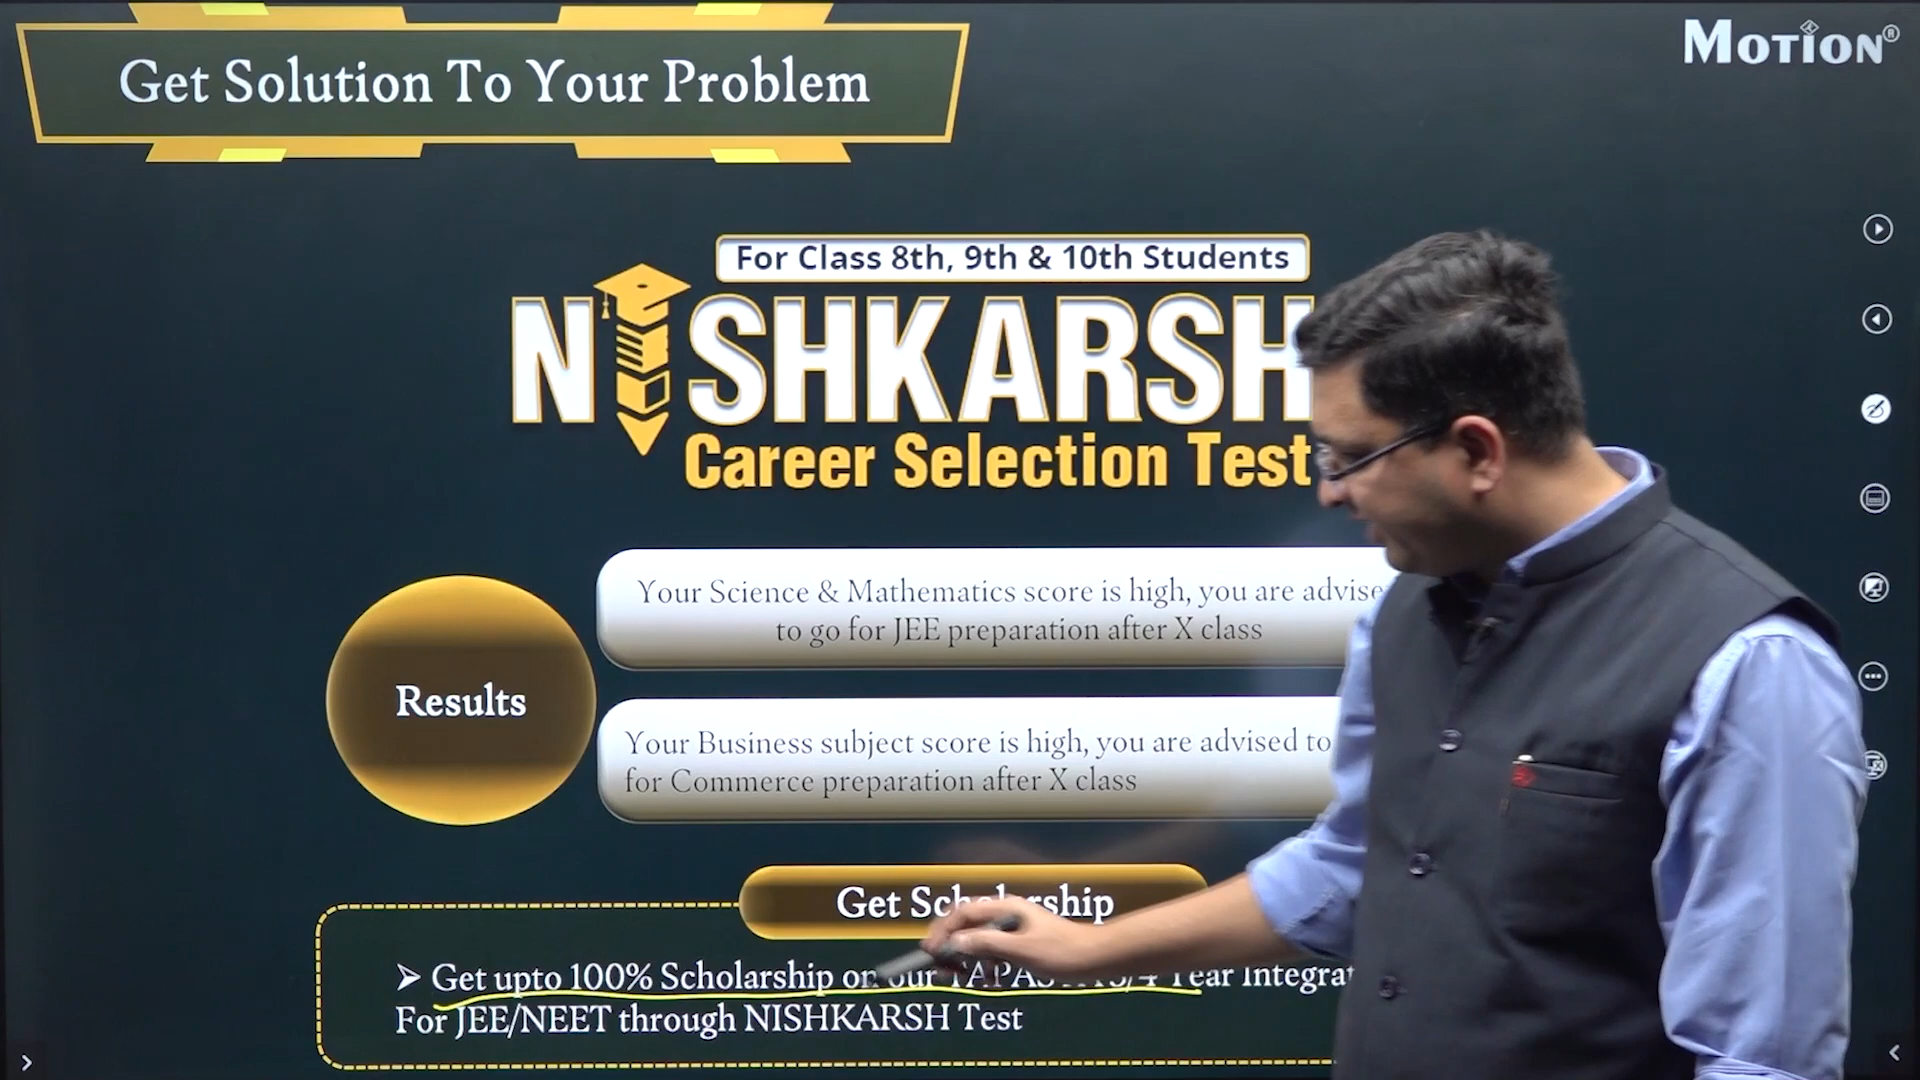 Get Solution To Your Problem
MOTION®
For Class 8th, 9th & 10th Students
NISHKARSH
Career Selection Test
Your Science & Mathematics score is high, you are
to go for JEE preparation after X class
Results
Your Business subject score is high, you are advised to
for Commerce preparation after X class
Get
➤ Get upto 100% Scholarship on our Year
For JEE/NEET through NISHKARSH Test